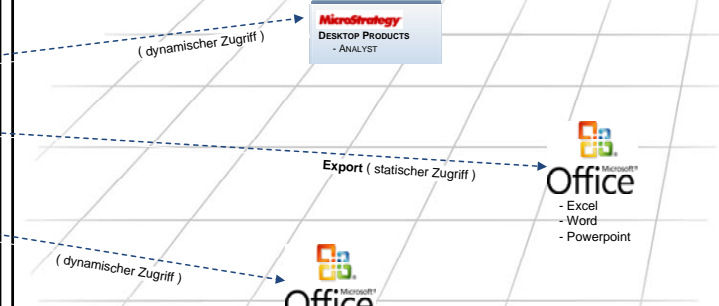 MicroStrategy
DESKTOP PRODUCTS
- ANALYST
( dynamischer Zugriff )
Export ( statischer Zugriff )
Microsoft®
Office
- Excel
- Word
- Powerpoint
( dynamischer Zugriff )
Microsoft®
Office